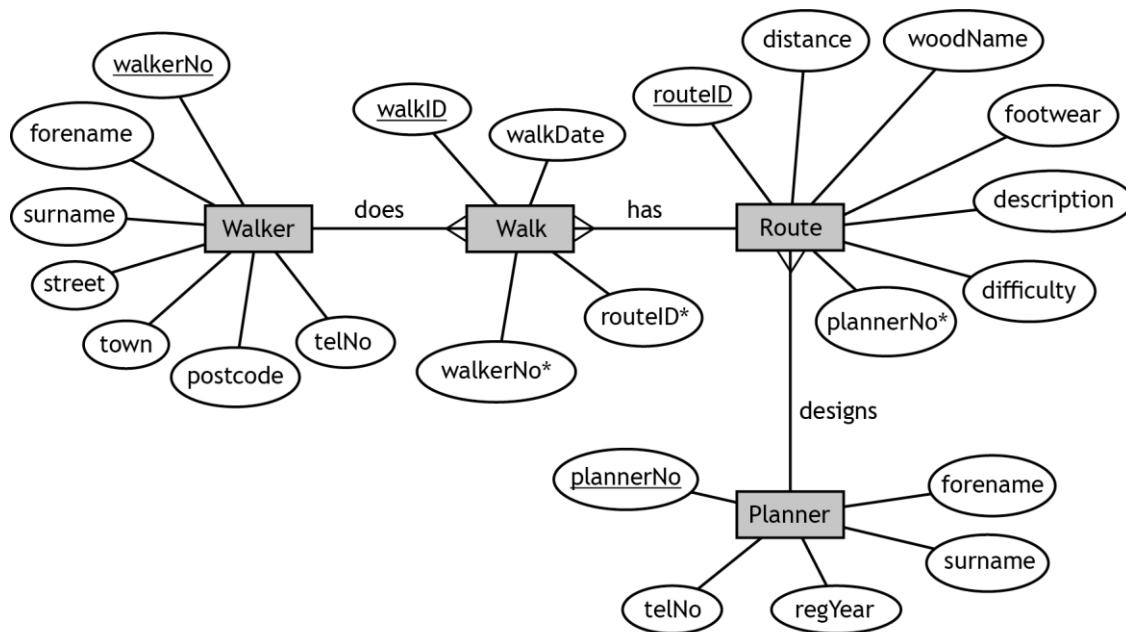 distance
woodName
walkerNo
routeID
walkID
footwear
forename
walkDate
description
surname
does
has
Walker
Walk
Route
street
difficulty
routeID*
plannerNo*
town
telNo
walkerNo*
postcode
designs
plannerNo
forename
Planner
surname
telNo
regYear